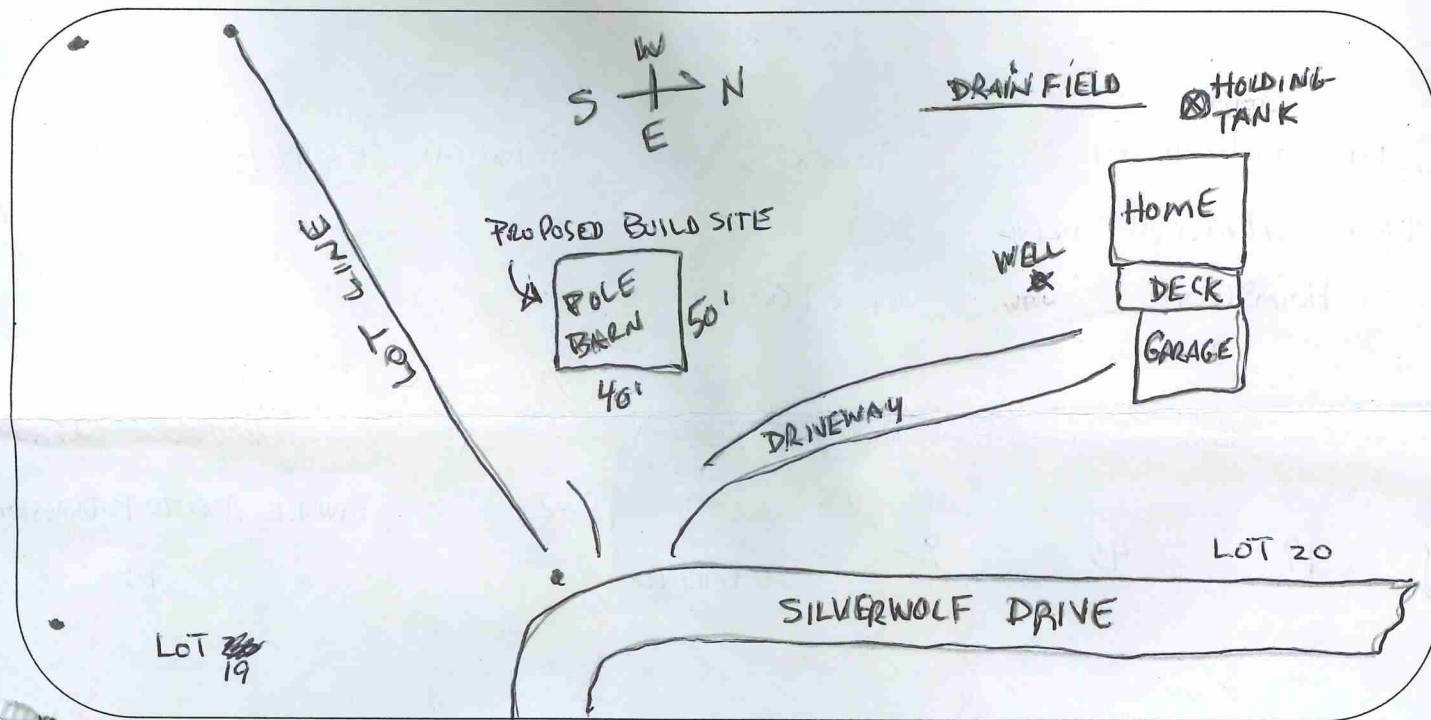 W
S N
E
DRAIN FIELD
HOLDING
TANK
HOME
DECK
GARAGE
WELL
PROPOSED BUILD SITE
POLE
BARN
50'
40'
LOT LINE
DRIVEWAY
LOT 20
SILVERWOLF DRIVE
LOT
19